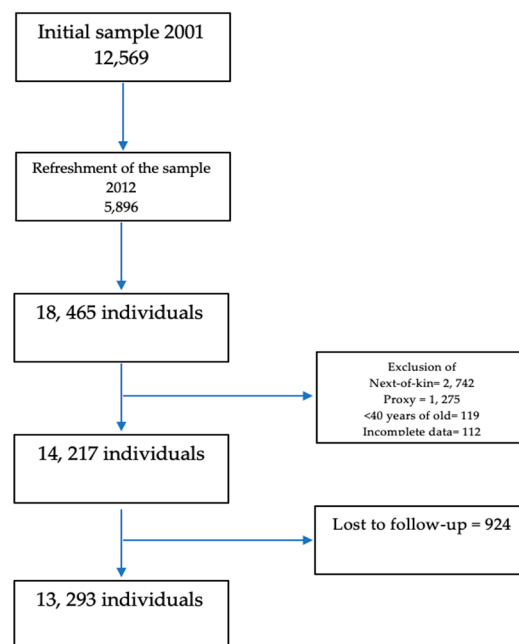 Initial sample 2001
12,569
Refreshment of the sample
2012
5,896
18, 465 individuals
Exclusion of
Next-of-kin= 2, 742
Proxy = 1, 275
<40 years of old= 119
Incomplete data= 112
14, 217 individuals
Lost to follow-up = 924
13, 293 individuals